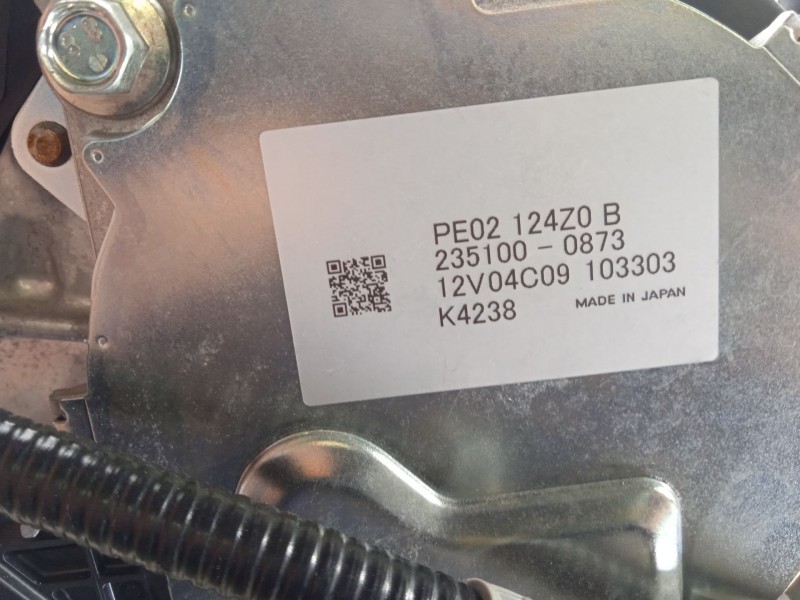 PE02 124Z0 B
235100 - 0873
12V04C09 103303
K4238 MADE IN JAPAN